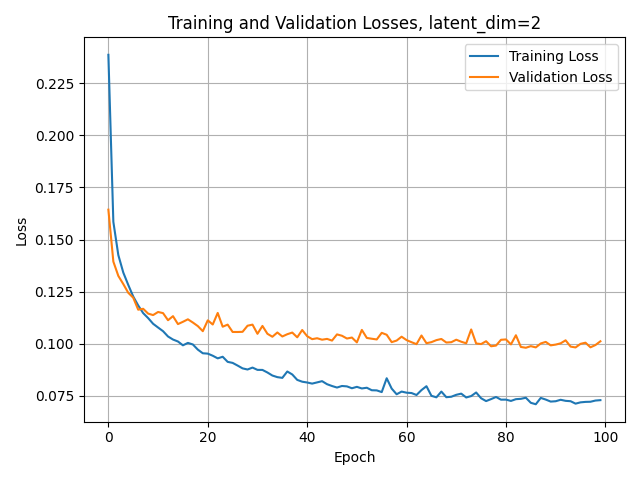 Training and Validation Losses, latent_dim=2
Training Loss
Validation Loss
0.225
0.200
0.175
0.150
0.125
0.100
0.075
Loss
0 20 40 60 80 100
Epoch